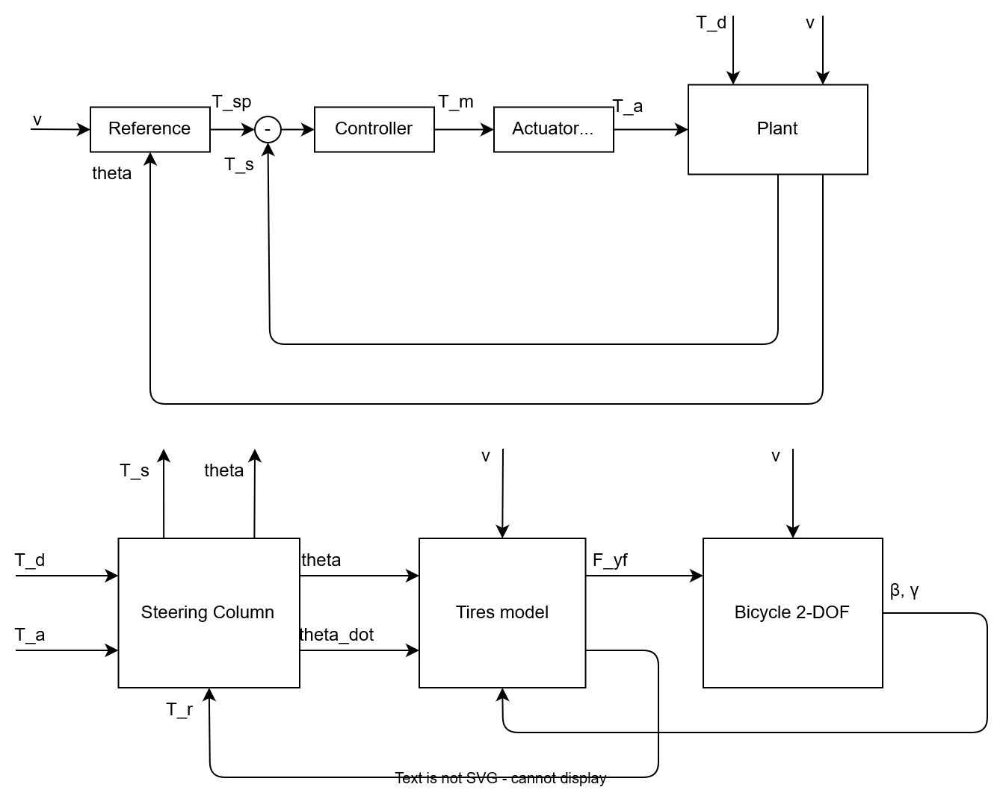 T_d
v
v
T_sp
T_m
T_a
Reference
-
Controller
Actuator...
Plant
theta
T_s
T_s
theta
v
v
T_d
theta
F_yf
β, γ
Steering Column
Tires model
Bicycle 2-DOF
T_a
theta_dot
T_r
Text is not SVG - cannot display